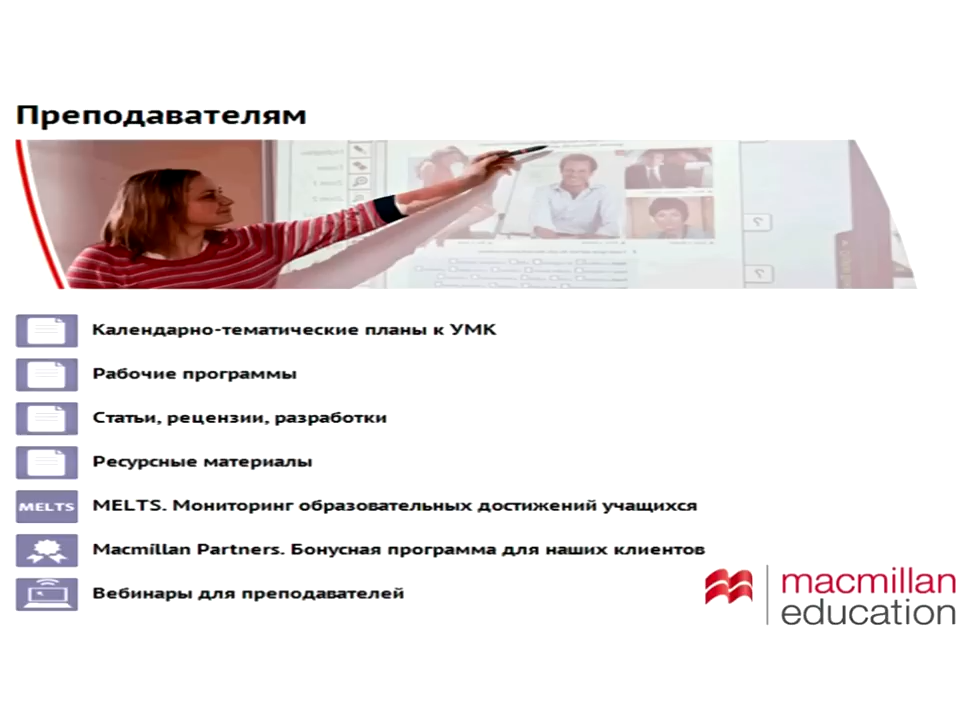 Преподавателям
Календарно-тематические планы к УМК
Рабочие программы
Статьи, рецензии, разработки
Ресурсные материалы
MELTS
MELTS. Мониторинг образовательных достижений учащихся
Macmillan Partners. Бонусная программа для наших клиентов
Вебинары для преподавателей
macmillan
education